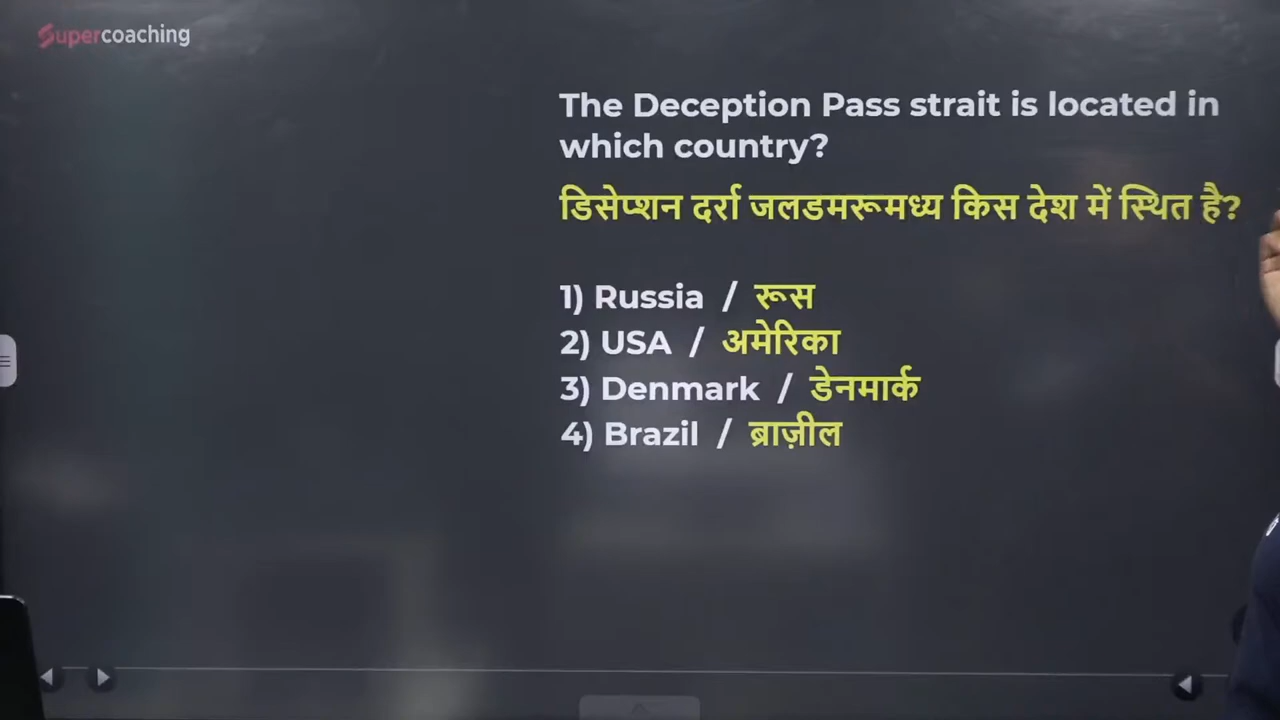 Supercoaching
The Deception Pass strait is located in
which country?
डिसेप्शन दर्रा जलडमरूमध्य किस देश में स्थित है?
1) Russia / रूस
2) USA / अमेरिका
3) Denmark / डेनमार्क
4) Brazil / ब्राज़ील